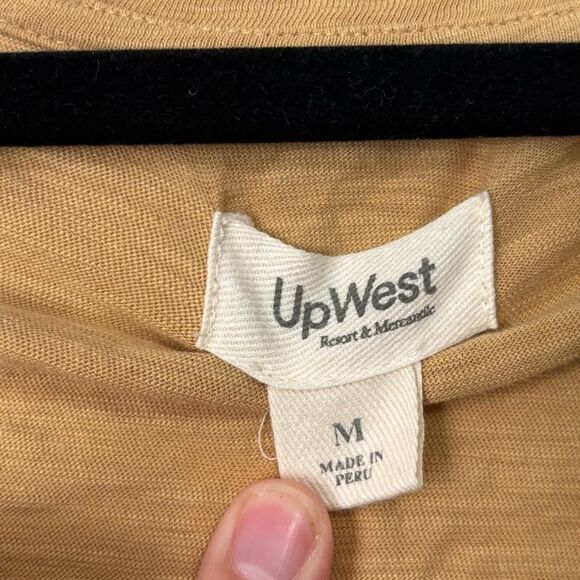 UpWest
Resort & Mercantile
M
MADE IN
PERU